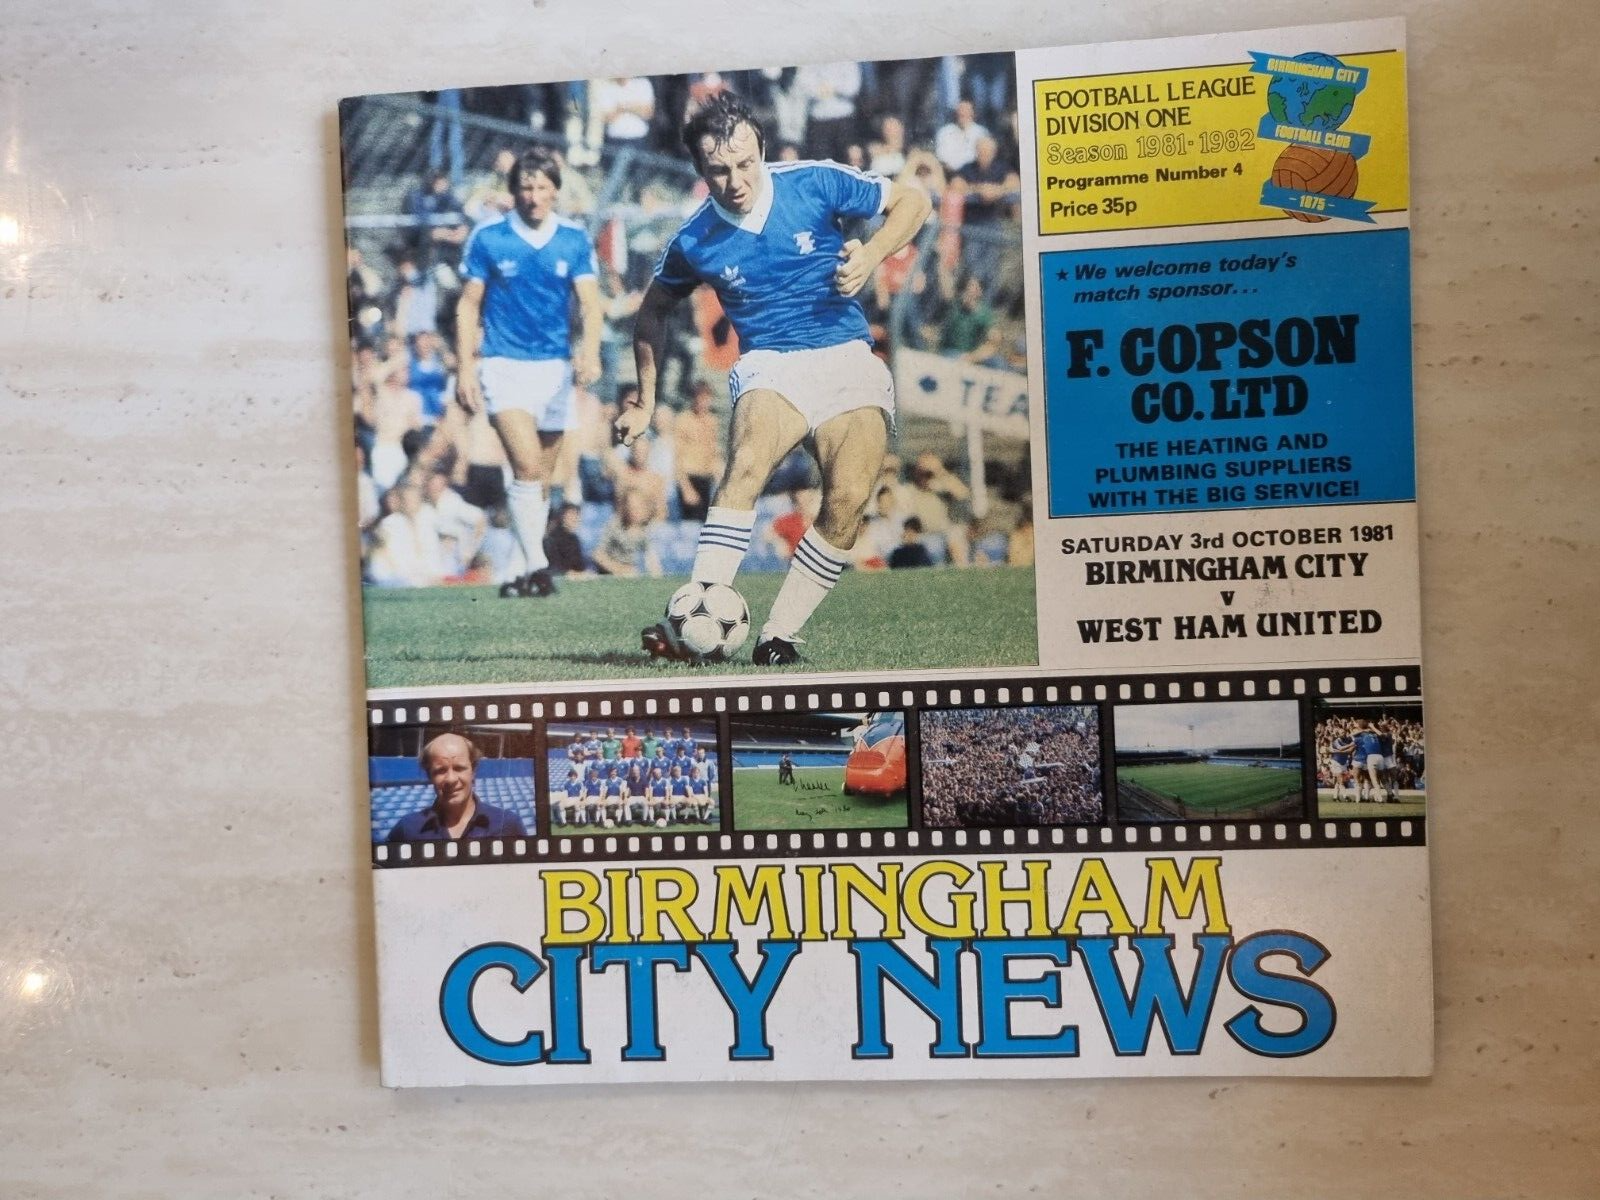 FOOTBALL LEAGUE
DIVISION ONE
Season 1981-1982
Programme Number 4
Price 35p
BIRMINGHAM CITY
FOOTBALL CLUB
- 1875 -
★ We welcome today's
match sponsor...
F. COPSON
CO. LTD
THE HEATING AND
PLUMBING SUPPLIERS
WITH THE BIG SERVICE!
SATURDAY 3rd OCTOBER 1981
BIRMINGHAM CITY
v
WEST HAM UNITED
TEA
BIRMINGHAM
CITY NEWS